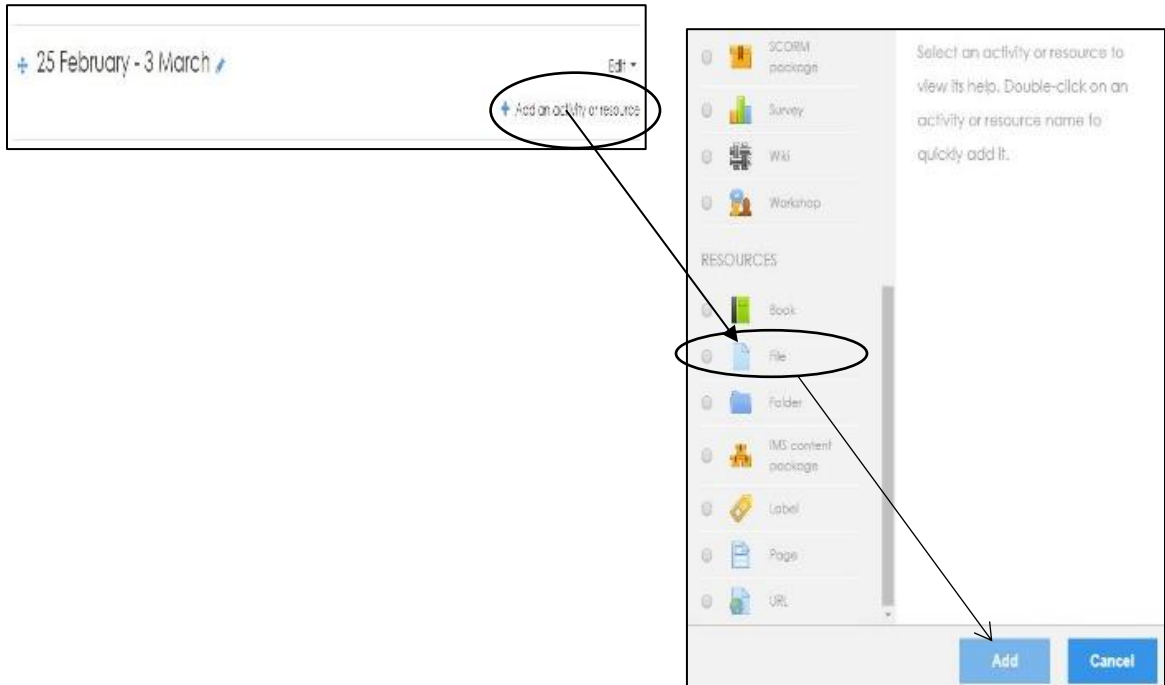 25 February - 3 March
Edit
Add an activity or resource
SCORM
package
Survey
Wiki
Workshop
RESOURCES
Book
File
Folder
IMS content
package
Label
Page
URL
Select an activity or resource to
view its help. Double-click on an
activity or resource name to
quickly add it.
Add
Cancel